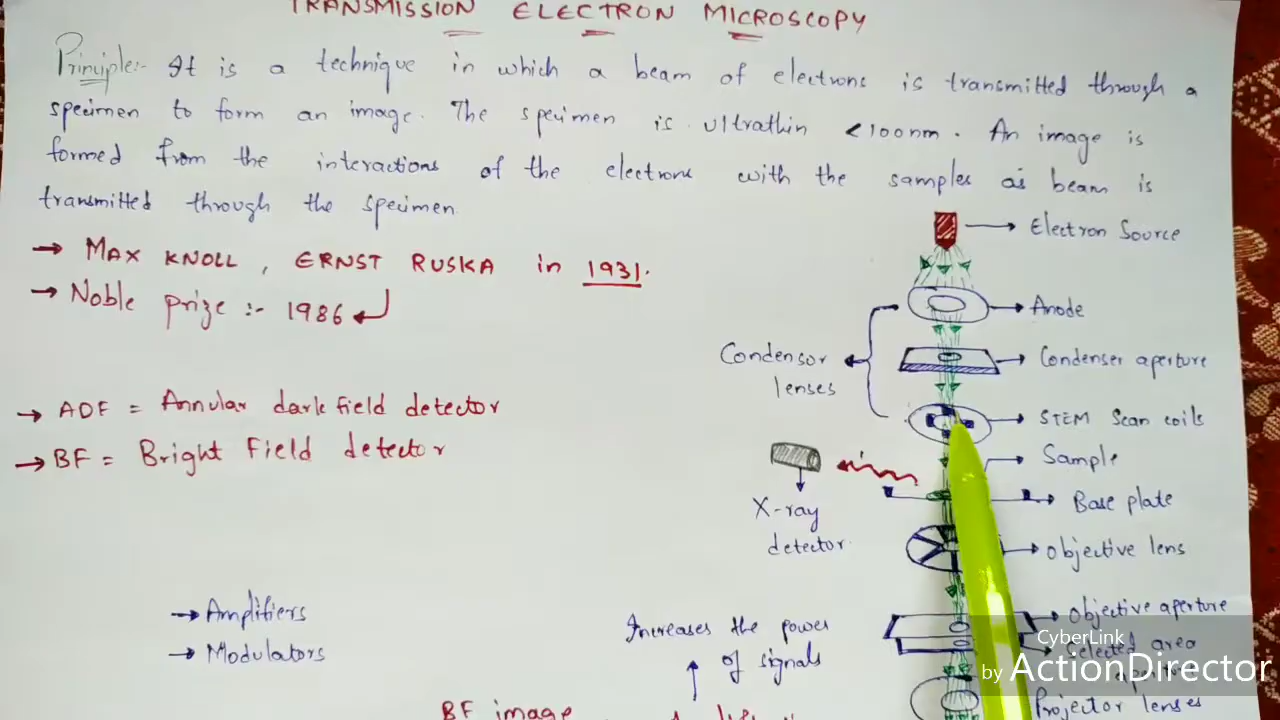 TRANSMISSION ELECTRON MICROSCOPY
Principle:- It is a technique in which a beam of electrons is transmitted through a
specimen to form an image. The specimen is ultrathin <100nm. An image is
formed from the interactions of the electrons with the samples as beam is
transmitted through the specimen.
→ MAX KNOLL, ERNST RUSKA in 1931.
→ Noble prize :- 1986
→ ADF = Annular dark field detector
→ BF = Bright Field detector
→ Amplifiers
→ Modulators
Electron Source
Anode
Condenser aperture
Condensor
lenses
STEM Scan coils
Sample
Base plate
X-ray
detector
Objective lens
Objective aperture
Selected area
aperture
Projector lenses
Increases the power
of signals
BF image
CyberLink
by ActionDirector